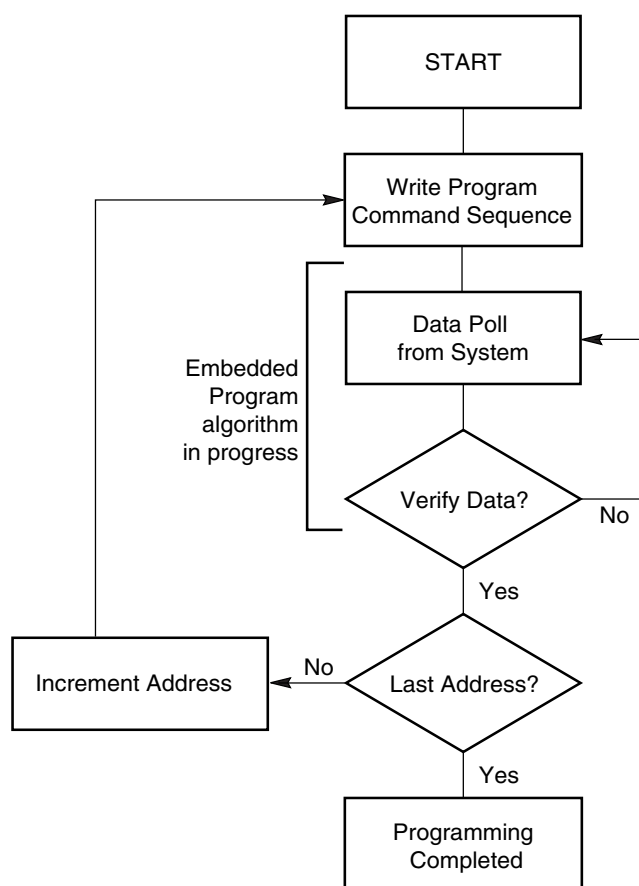 START
Write Program
Command Sequence
Data Poll
from System
Embedded
Program
algorithm
in progress
Verify Data?
No
Yes
No
Increment Address
Last Address?
Yes
Programming
Completed